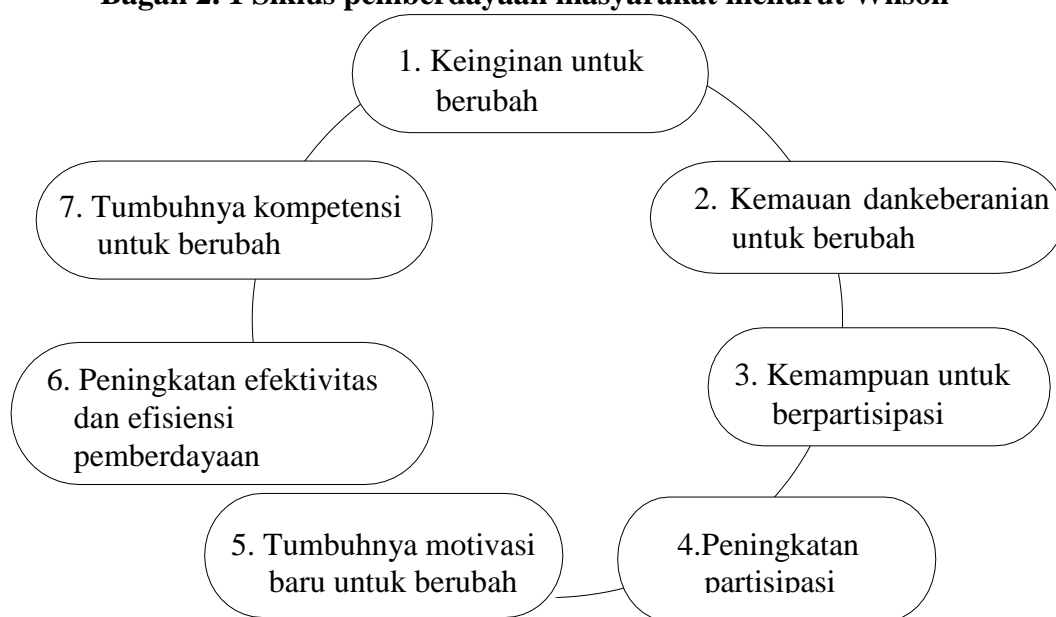 Bagan 2. 1 Siklus pemberdayaan masyarakat menurut Wilson
1. Keinginan untuk
berubah
2. Kemauan dankeberanian
untuk berubah
3. Kemampuan untuk
berpartisipasi
4.Peningkatan
partisipasi
5. Tumbuhnya motivasi
baru untuk berubah
6. Peningkatan efektivitas
dan efisiensi
pemberdayaan
7. Tumbuhnya kompetensi
untuk berubah